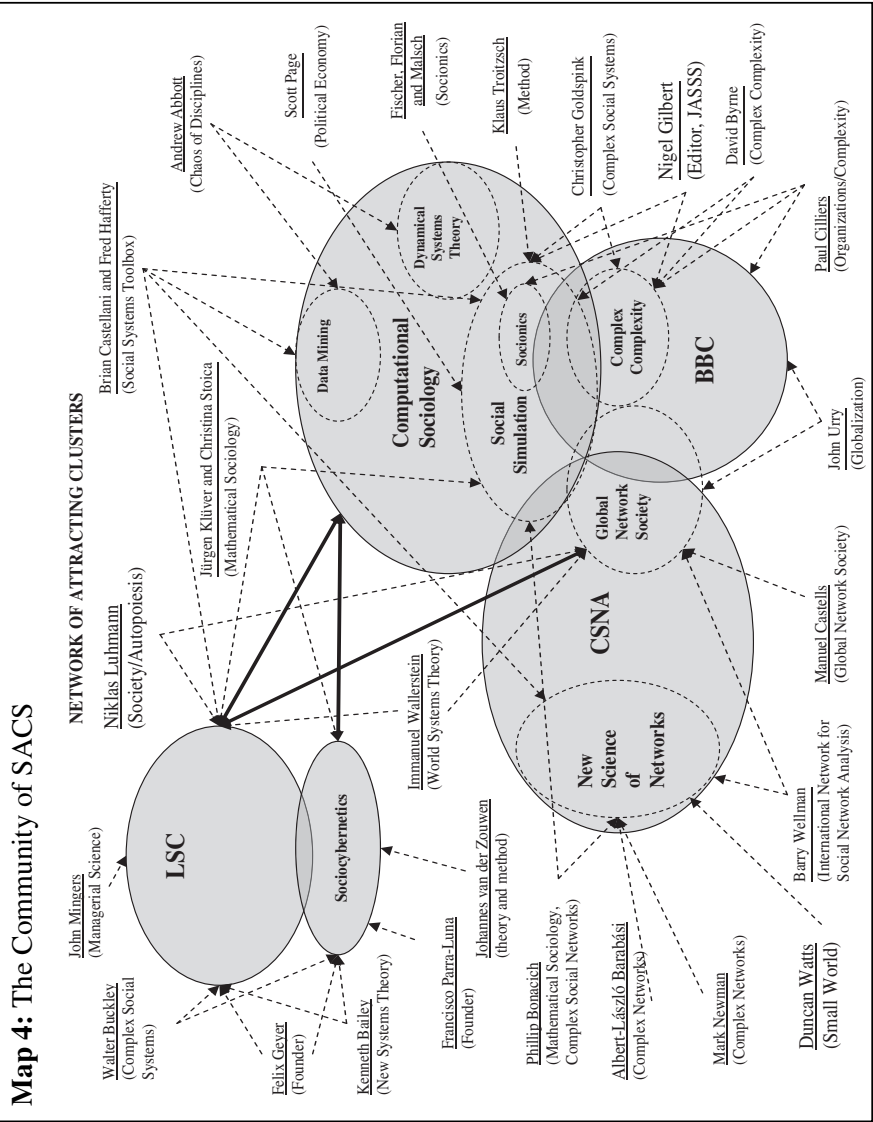 Map 4: The Community of SACS
NETWORK OF ATTRACTING CLUSTERS
John Mingers
(Managerial Science)
Walter Buckley
(Complex Social
Systems)
Felix Geyer
(Founder)
Kenneth Bailey
(New Systems Theory)
Francisco Parra-Luna
(Founder)
Johannes van der Zouwen
(theory and method)
LSC
Sociocybernetics
Niklas Luhmann
(Society/Autopoiesis)
Jürgen Klüver and Christina Stoica
(Mathematical Sociology)
Brian Castellani and Fred Hafferty
(Social Systems Toolbox)
Andrew Abbott
(Chaos of Disciplines)
Scott Page
(Political Economy)
Fischer, Florian
and Malsch
(Socionics)
Klaus Troitzsch
(Method)
Christopher Goldspink
(Complex Social Systems)
Nigel Gilbert
(Editor, JASSS)
David Byrne
(Complex Complexity)
Paul Cilliers
(Organizations/Complexity)
Immanuel Wallerstein
(World Systems Theory)
Data Mining
Dynamical
Systems
Theory
Computational
Sociology
Social
Simulation
Socionics
Complex
Complexity
BBC
Global
Network
Society
CSNA
New
Science
of
Networks
Phillip Bonacich
(Mathematical Sociology,
Complex Social Networks)
Albert-László Barabási
(Complex Networks)
Mark Newman
(Complex Networks)
Duncan Watts
(Small World)
Barry Wellman
(International Network for
Social Network Analysis)
Manuel Castells
(Global Network Society)
John Urry
(Globalization)